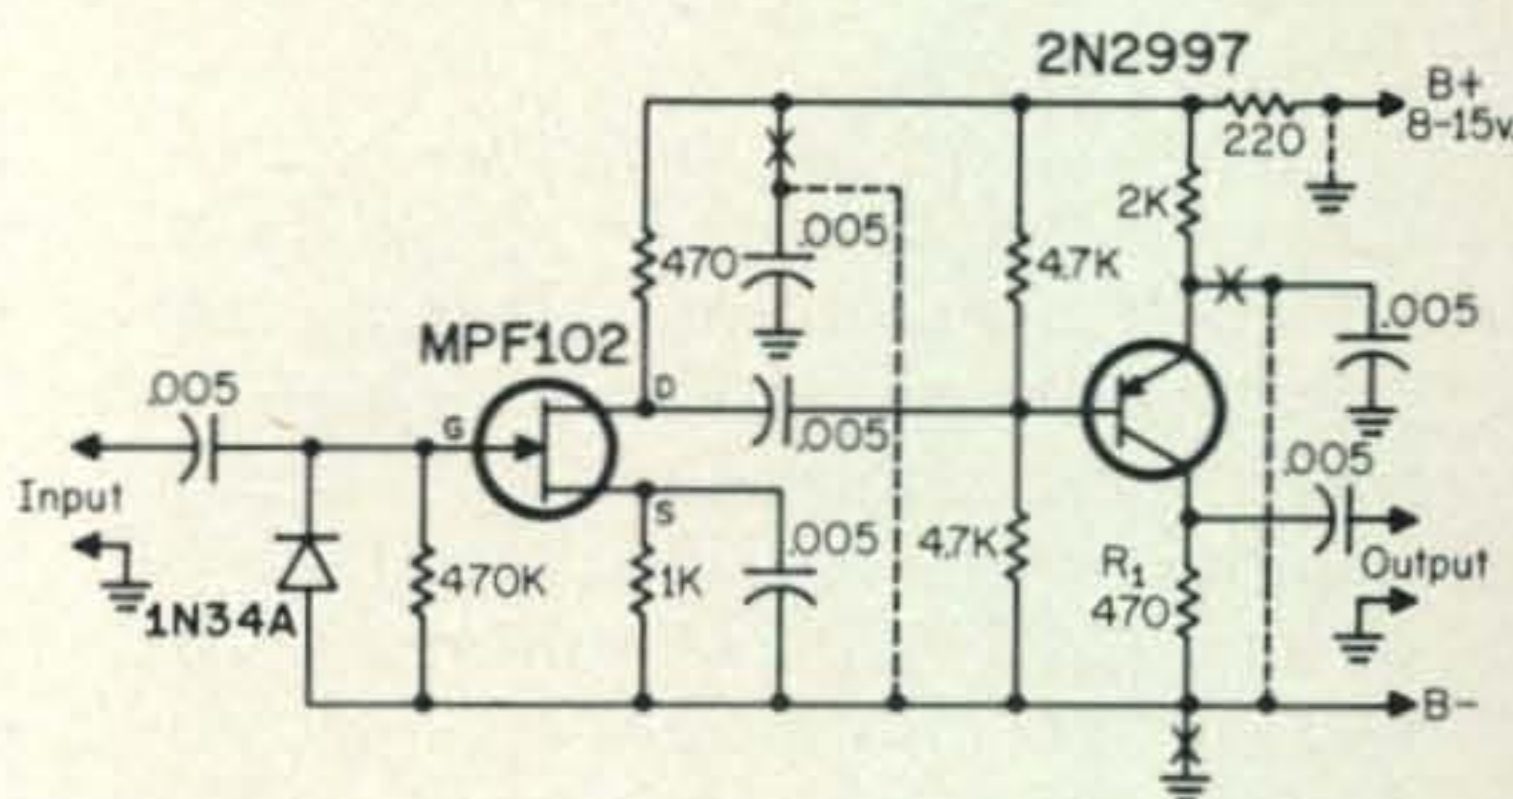 2N2997
B+
8-15v.
220
2K
.005
470
4.7K
.005
MPF102
.005
D
G
.005
.005
Input
S
.005
4.7K
R1
470
Output
470K
1K
1N34A
B-